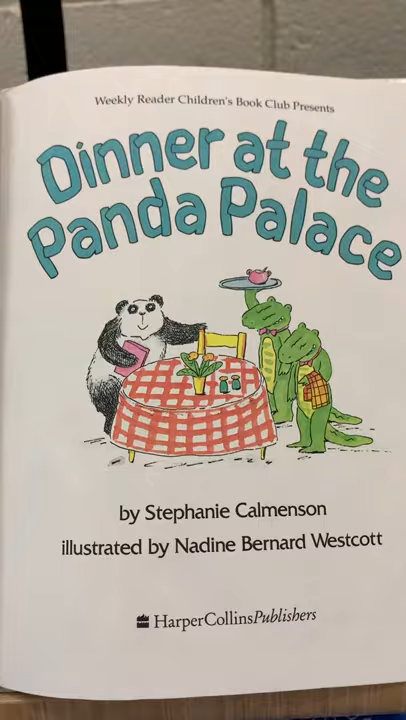 Weekly Reader Children's Book Club Presents
Dinner at the
Panda Palace
by Stephanie Calmenson
illustrated by Nadine Bernard Westcott
HarperCollinsPublishers